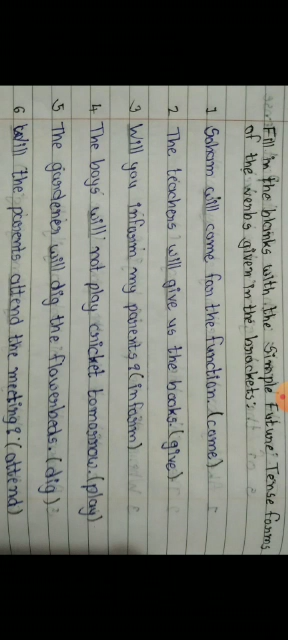 Fill in the blanks with the Simple Future Tense forms
of the verbs given in the brackets:
1 Soham will come for the function. (come)
2 The teachers will give us the books. (give)
3 Will you inform my parents? (inform)
4 The boys will not play cricket tomorrow. (play)
5 The gardener will dig the flowerbeds. (dig)
6 Will the parents attend the meeting? (attend)